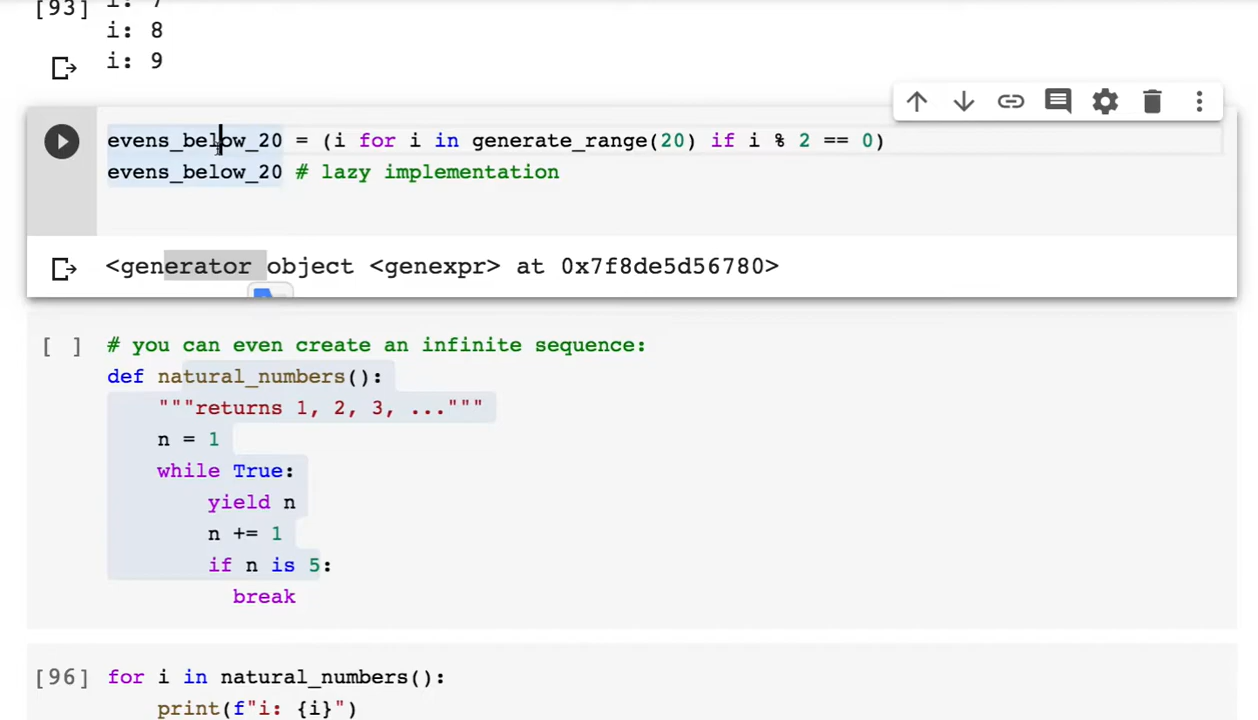 [93]
i: 7
i: 8
i: 9
evens_below_20 = (i for i in generate_range(20) if i % 2 == 0)
evens_below_20 # lazy implementation
<generator object <genexpr> at 0x7f8de5d56780>
[ ] # you can even create an infinite sequence:
def natural_numbers():
"""returns 1, 2, 3, ..."""
n = 1
while True:
yield n
n += 1
if n is 5:
break
[96] for i in natural_numbers():
print(f"i: {i}")